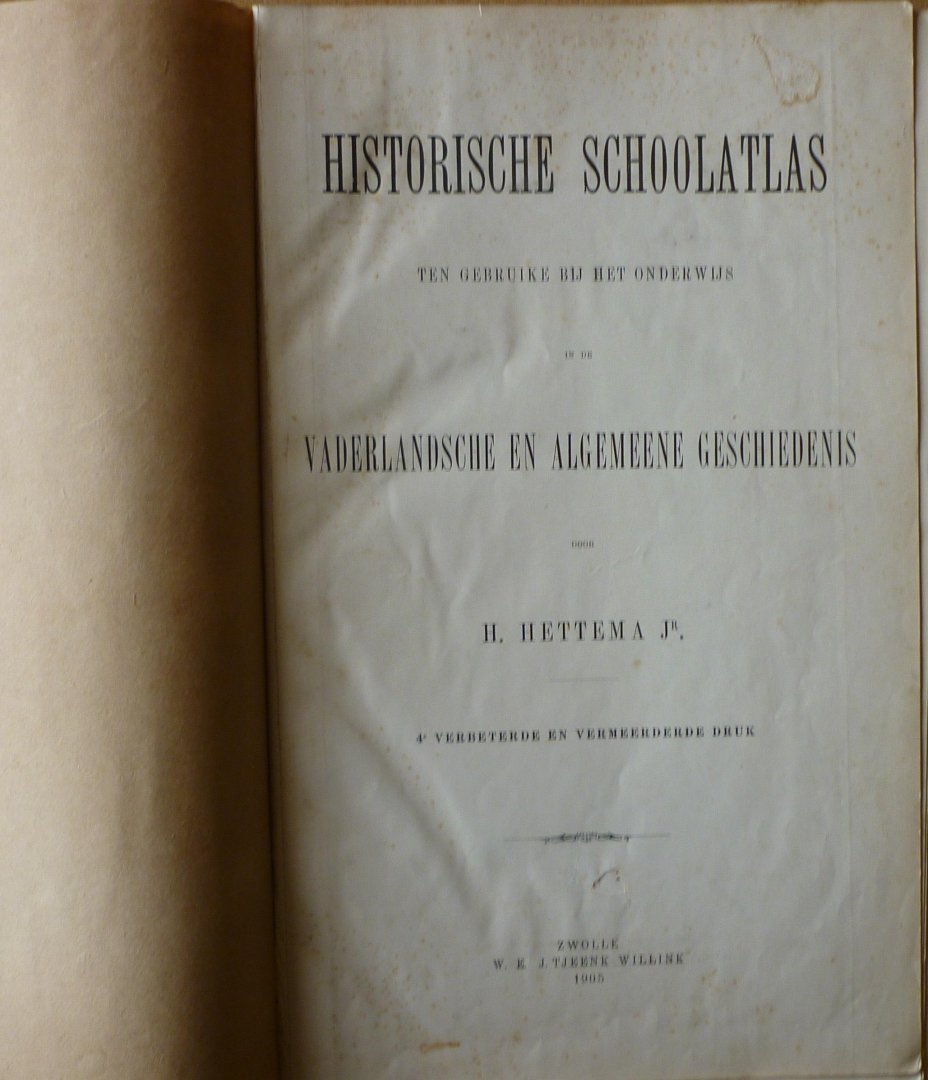 HISTORISCHE SCHOOLATLAS
TEN GEBRUIKE BIJ HET ONDERWIJS
IN DE
VADERLANDSCHE EN ALGEMEENE GESCHIEDENIS
DOOR
H. HETTEMA JR.
4e VERBETERDE EN VERMEERDERDE DRUK
ZWOLLE
W. E. J. TJEENK WILLINK
1905